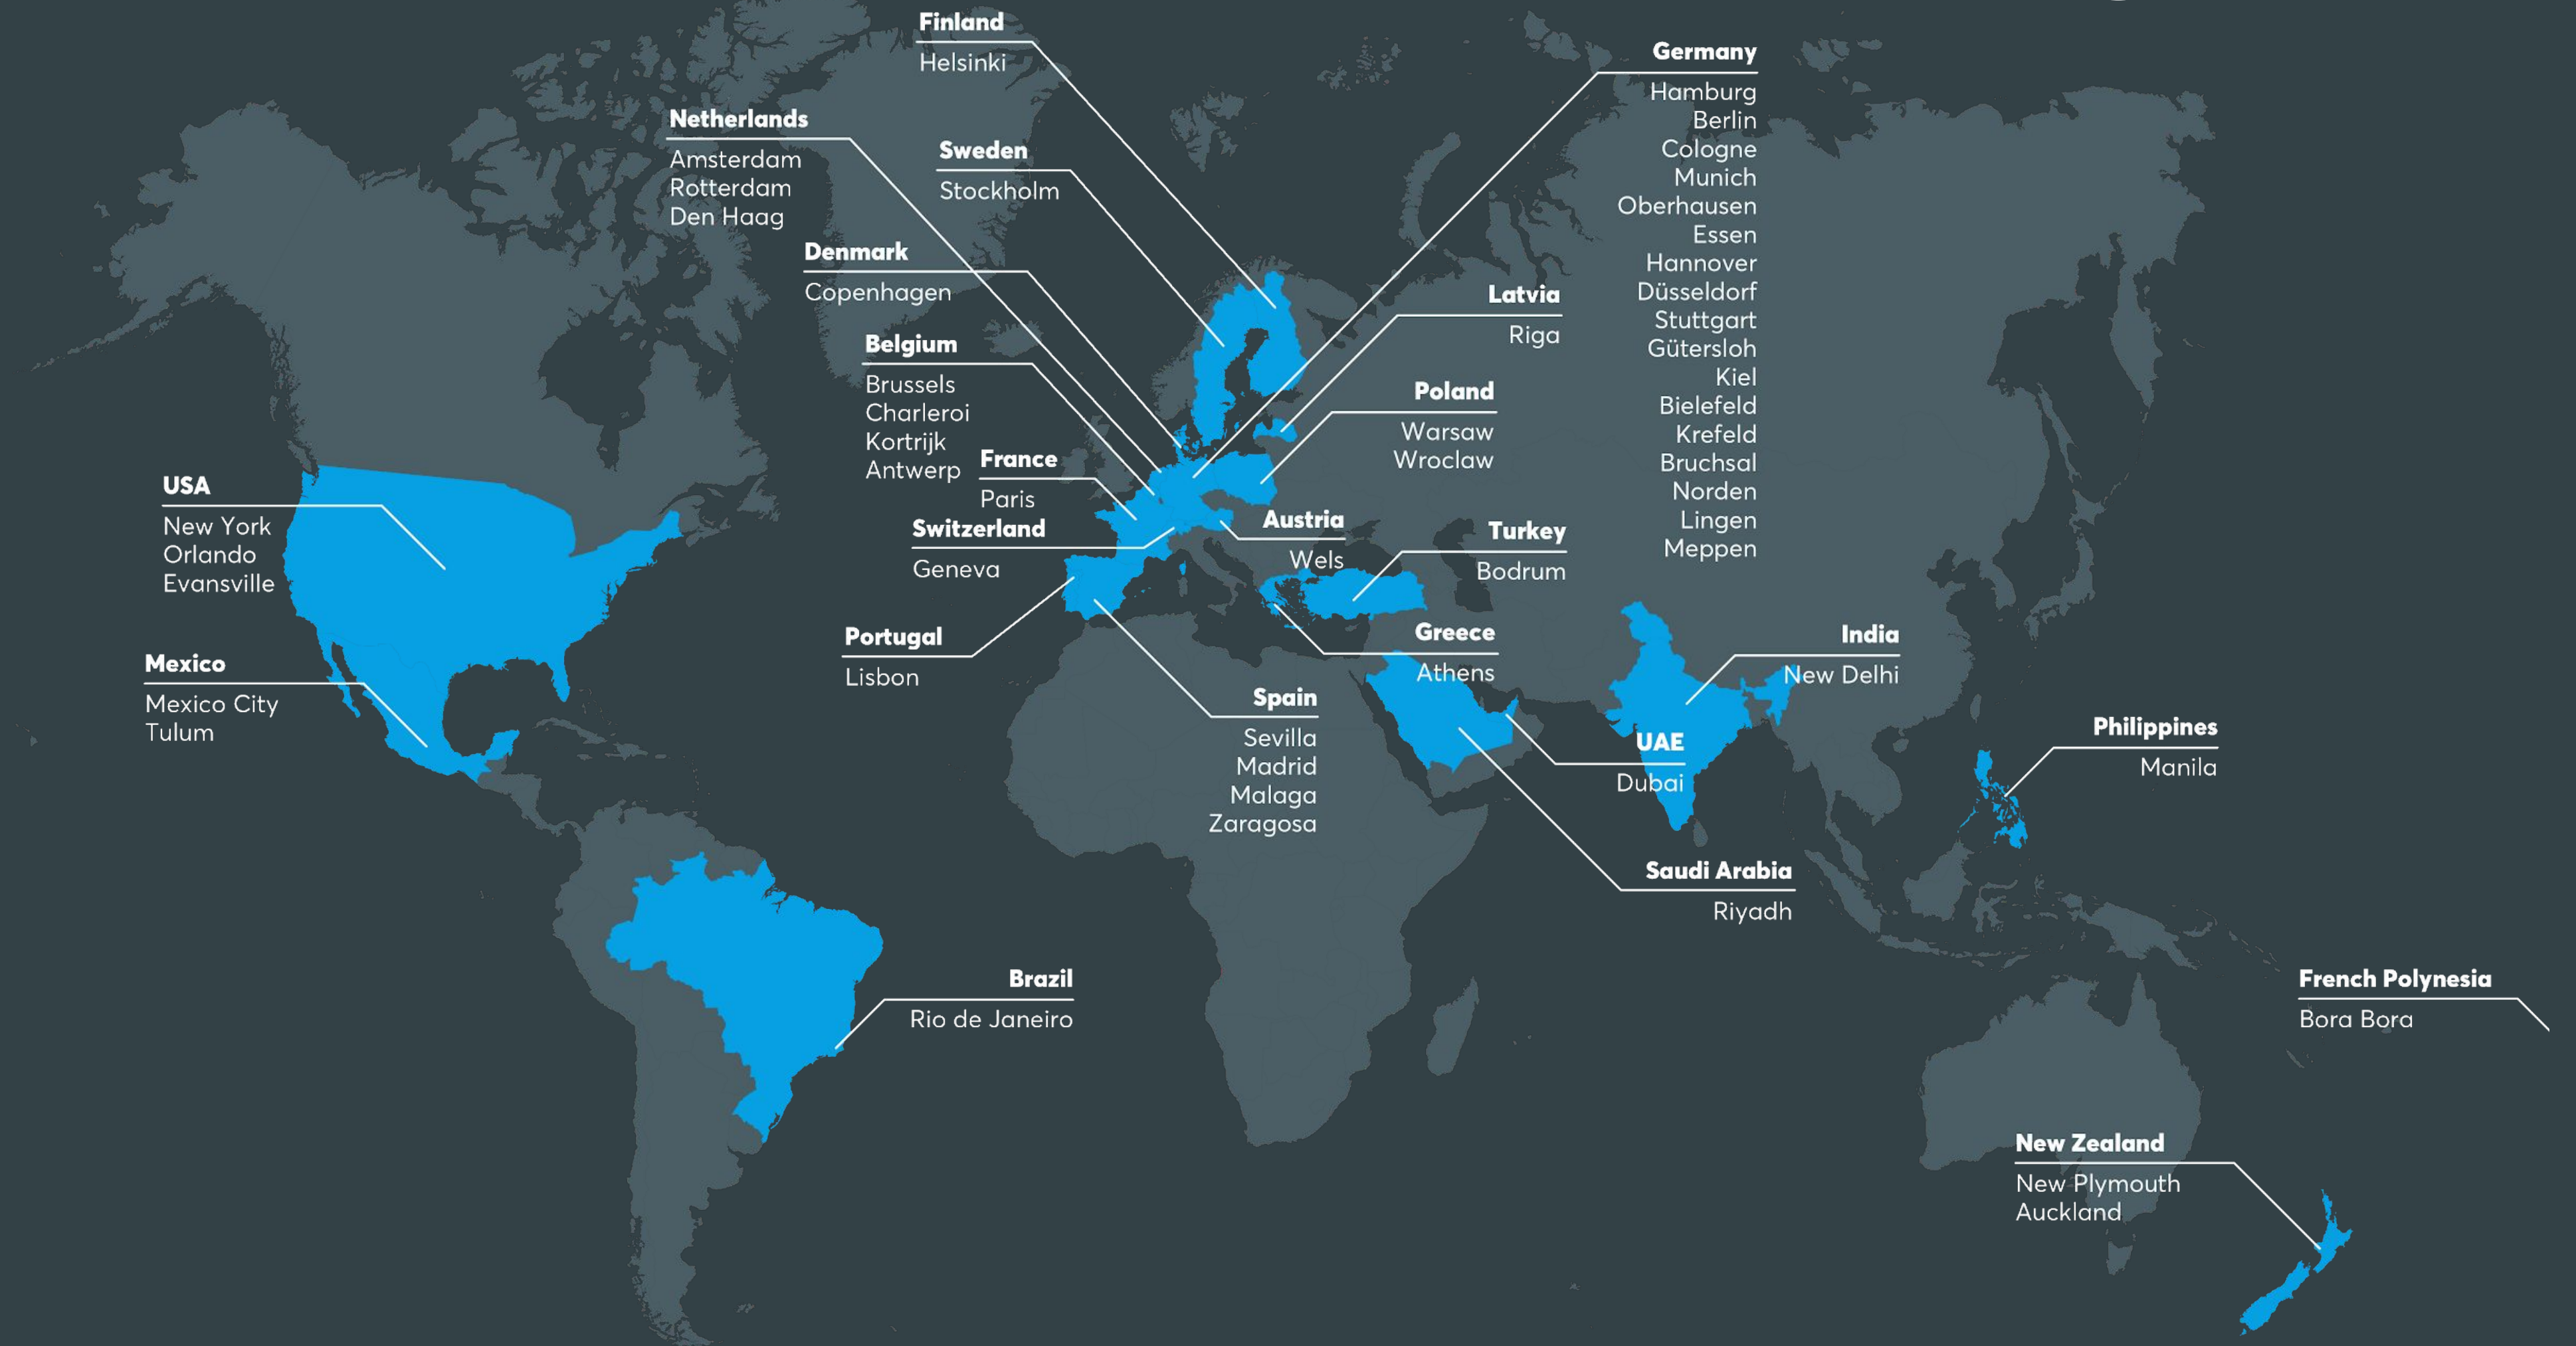 Finland
Helsinki
Germany
Hamburg
Berlin
Cologne
Munich
Oberhausen
Essen
Hannover
Düsseldorf
Stuttgart
Gütersloh
Kiel
Bielefeld
Krefeld
Bruchsal
Norden
Lingen
Meppen
Netherlands
Amsterdam
Rotterdam
Den Haag
Sweden
Stockholm
Denmark
Copenhagen
Latvia
Riga
Belgium
Brussels
Charleroi
Kortrijk
Antwerp
Poland
Warsaw
Wroclaw
France
Paris
USA
New York
Orlando
Evansville
Switzerland
Geneva
Austria
Wels
Turkey
Bodrum
Portugal
Lisbon
Greece
Athens
India
New Delhi
Mexico
Mexico City
Tulum
Spain
Sevilla
Madrid
Malaga
Zaragosa
UAE
Dubai
Philippines
Manila
Saudi Arabia
Riyadh
Brazil
Rio de Janeiro
French Polynesia
Bora Bora
New Zealand
New Plymouth
Auckland